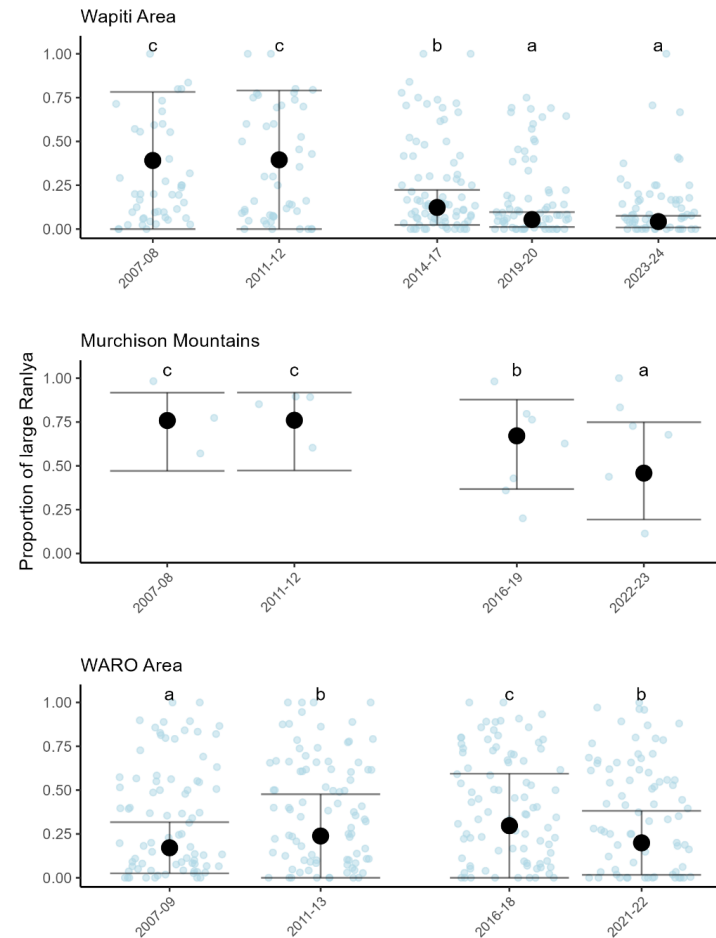 Wapiti Area
c c b a a
1.00
0.75
0.50
0.25
0.00
2007-08 2011-12 2014-17 2019-20 2023-24
Murchison Mountains
c c b a
1.00
0.75
0.50
0.25
0.00
2007-08 2011-12 2016-19 2022-23
Proportion of large Ranlya
WARO Area
a b c b
1.00
0.75
0.50
0.25
0.00
2007-09 2011-13 2016-18 2021-22